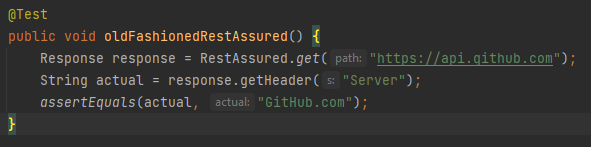 @Test
public void oldFashionedRestAssured() {
    Response response = RestAssured.get( path: "https://api.github.com");
    String actual = response.getHeader( s: "Server");
    assertEquals(actual,  actual: "GitHub.com");
}